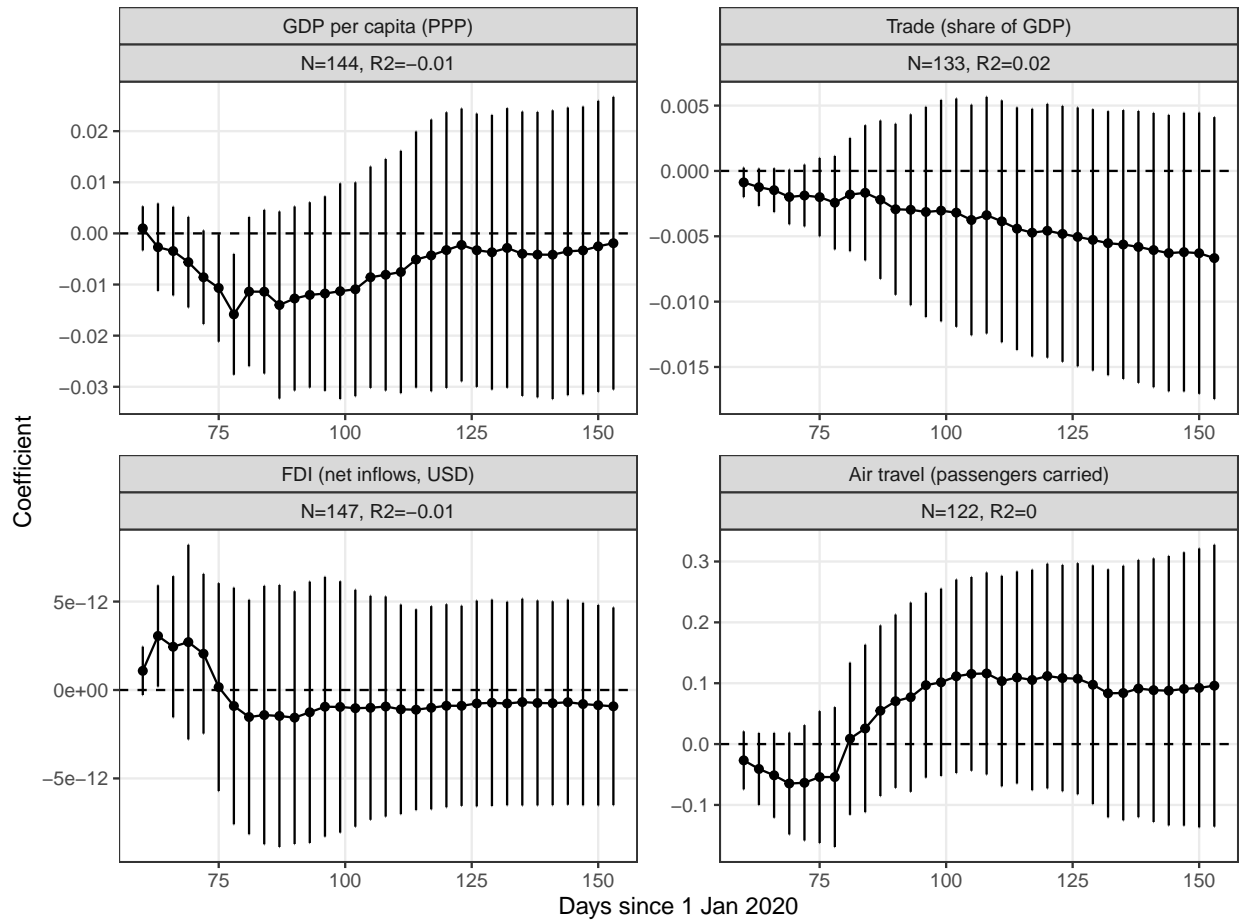 GDP per capita (PPP)
N=144, R2=−0.01
0.02
0.01
0.00
−0.01
−0.02
−0.03
75 100 125 150
Trade (share of GDP)
N=133, R2=0.02
0.005
0.000
−0.005
−0.010
−0.015
75 100 125 150
Coefficient
FDI (net inflows, USD)
N=147, R2=−0.01
5e−12
0e+00
−5e−12
75 100 125 150
Air travel (passengers carried)
N=122, R2=0
0.3
0.2
0.1
0.0
−0.1
75 100 125 150
Days since 1 Jan 2020